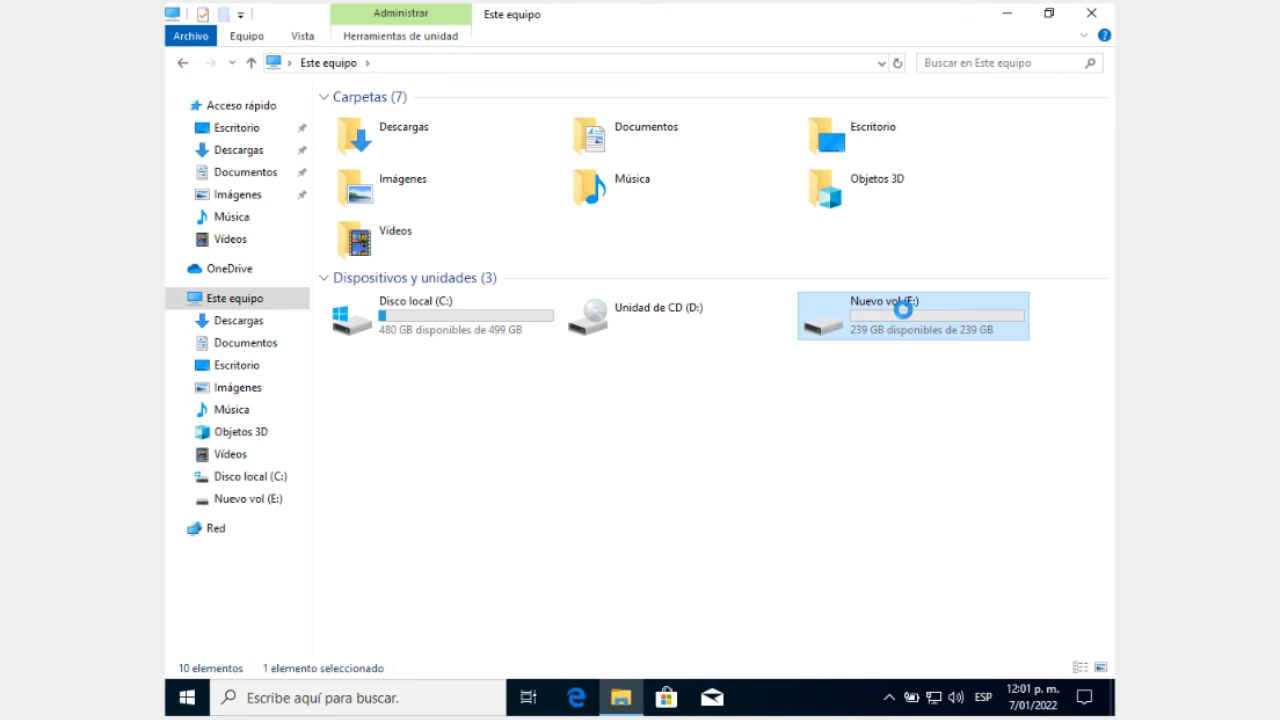 Administrar
Este equipo
Archivo Equipo Vista Herramientas de unidad
Este equipo
Buscar en Este equipo
Acceso rápido
Escritorio
Descargas
Documentos
Imágenes
Música
Vídeos
OneDrive
Este equipo
Descargas
Documentos
Escritorio
Imágenes
Música
Objetos 3D
Vídeos
Disco local (C:)
Nuevo vol (E:)
Red
Carpetas (7)
Descargas
Documentos
Escritorio
Imágenes
Música
Objetos 3D
Vídeos
Dispositivos y unidades (3)
Disco local (C:)
480 GB disponibles de 499 GB
Unidad de CD (D:)
Nuevo vol (E:)
239 GB disponibles de 239 GB
10 elementos 1 elemento seleccionado
Escribe aquí para buscar.
ESP
12:01 p. m.
7/01/2022